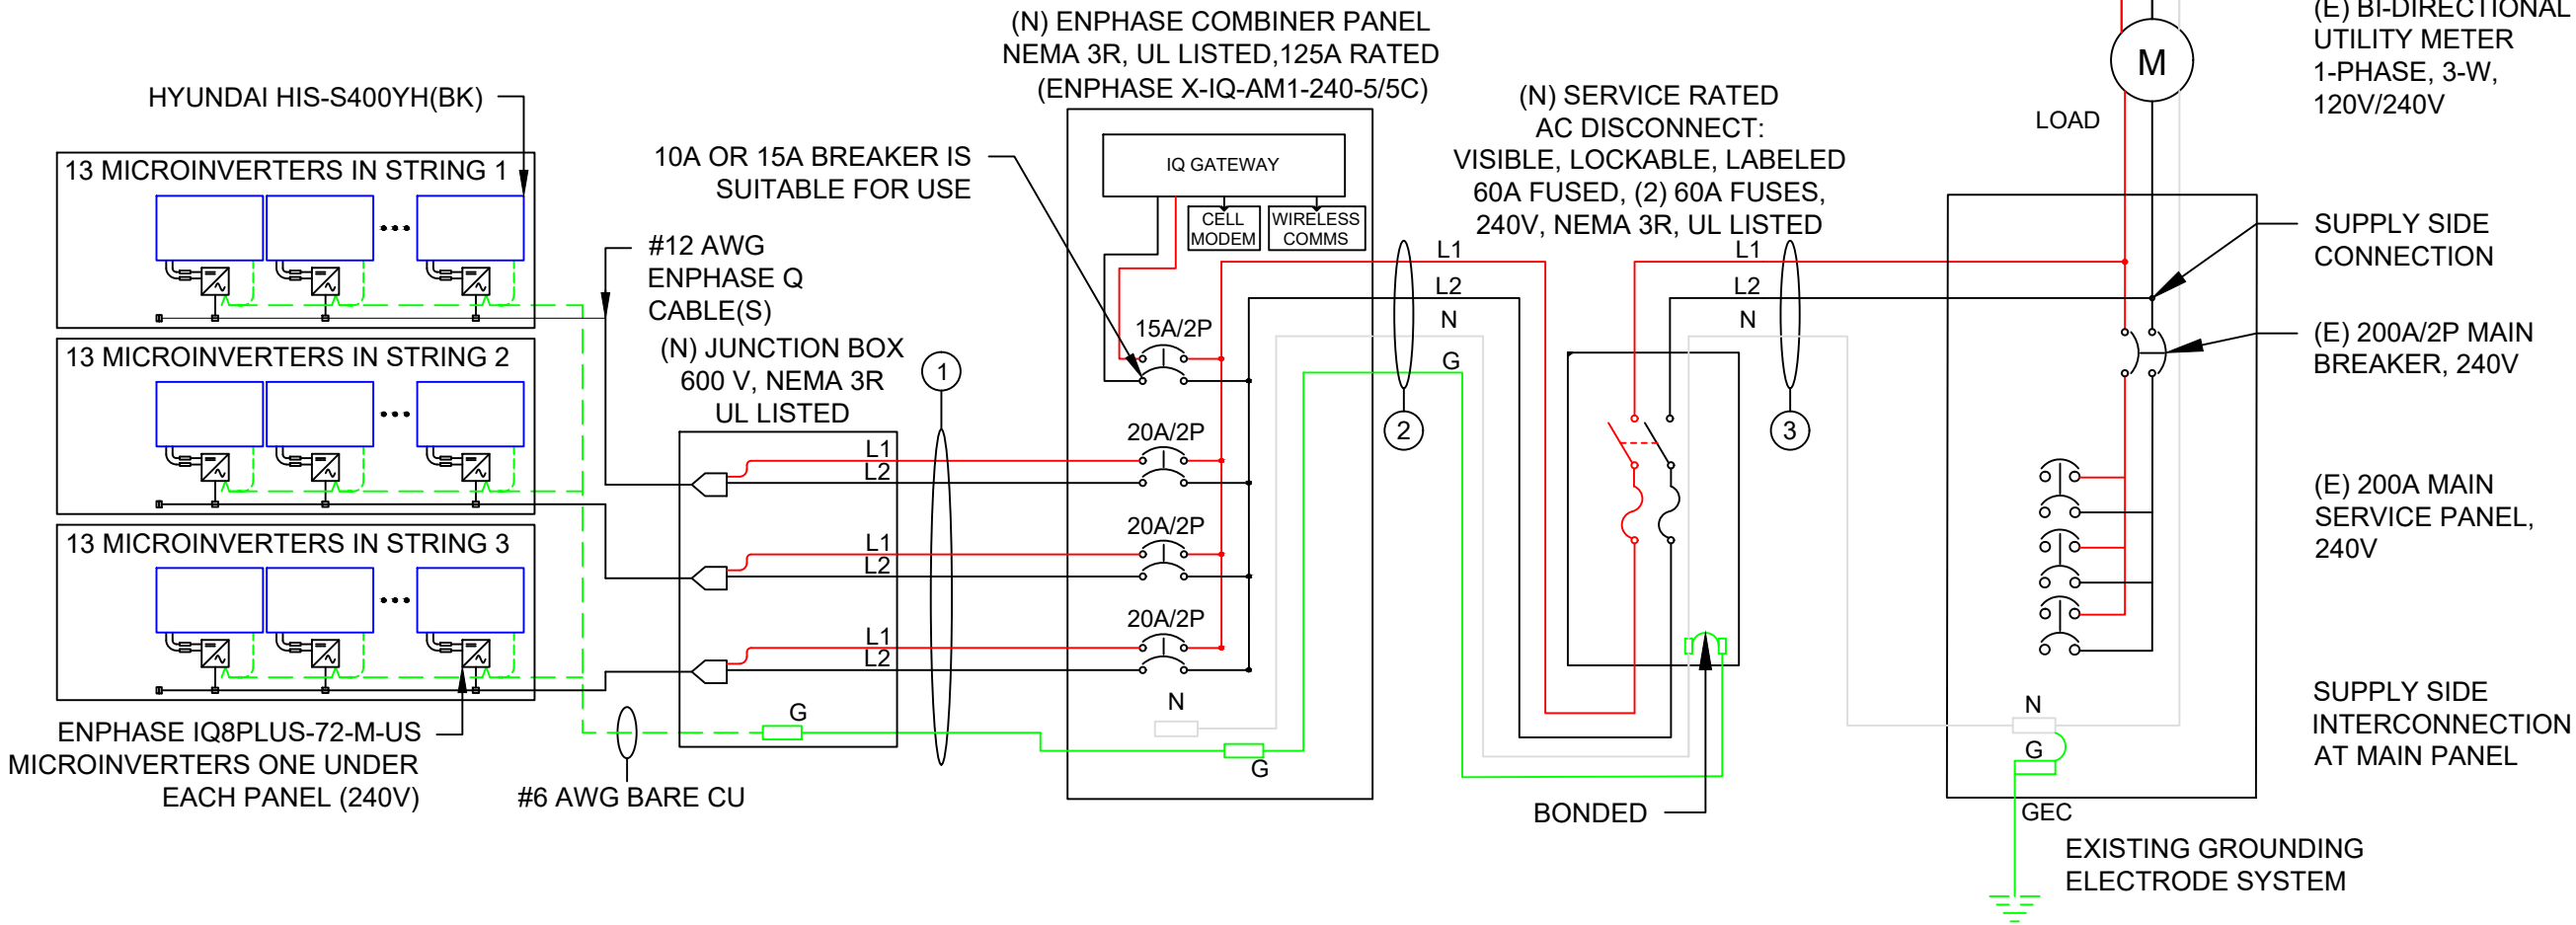 (N) ENPHASE COMBINER PANEL
NEMA 3R, UL LISTED,125A RATED
(ENPHASE X-IQ-AM1-240-5/5C)
(E) BI-DIRECTIONAL
UTILITY METER
1-PHASE, 3-W,
120V/240V
M
LOAD
HYUNDAI HIS-S400YH(BK)
(N) SERVICE RATED
AC DISCONNECT:
VISIBLE, LOCKABLE, LABELED
60A FUSED, (2) 60A FUSES,
240V, NEMA 3R, UL LISTED
13 MICROINVERTERS IN STRING 1
10A OR 15A BREAKER IS
SUITABLE FOR USE
IQ GATEWAY
CELL
MODEM
WIRELESS
COMMS
#12 AWG
ENPHASE Q
CABLE(S)
L1
L2
N
G
L1
L2
N
SUPPLY SIDE
CONNECTION
13 MICROINVERTERS IN STRING 2
(N) JUNCTION BOX
600 V, NEMA 3R
UL LISTED
1
15A/2P
2
3
(E) 200A/2P MAIN
BREAKER, 240V
L1
L2
20A/2P
(E) 200A MAIN
SERVICE PANEL,
240V
13 MICROINVERTERS IN STRING 3
L1
L2
20A/2P
L1
L2
20A/2P
G
N
G
N
G
SUPPLY SIDE
INTERCONNECTION
AT MAIN PANEL
ENPHASE IQ8PLUS-72-M-US
MICROINVERTERS ONE UNDER
EACH PANEL (240V)
#6 AWG BARE CU
BONDED
GEC
EXISTING GROUNDING
ELECTRODE SYSTEM